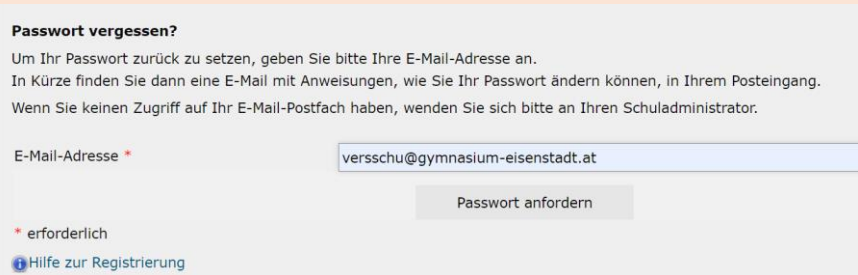 Passwort vergessen?
Um Ihr Passwort zurück zu setzen, geben Sie bitte Ihre E-Mail-Adresse an.
In Kürze finden Sie dann eine E-Mail mit Anweisungen, wie Sie Ihr Passwort ändern können, in Ihrem Posteingang.
Wenn Sie keinen Zugriff auf Ihr E-Mail-Postfach haben, wenden Sie sich bitte an Ihren Schuladministrator.
E-Mail-Adresse * versschu@gymnasium-eisenstadt.at
Passwort anfordern
* erforderlich
Hilfe zur Registrierung